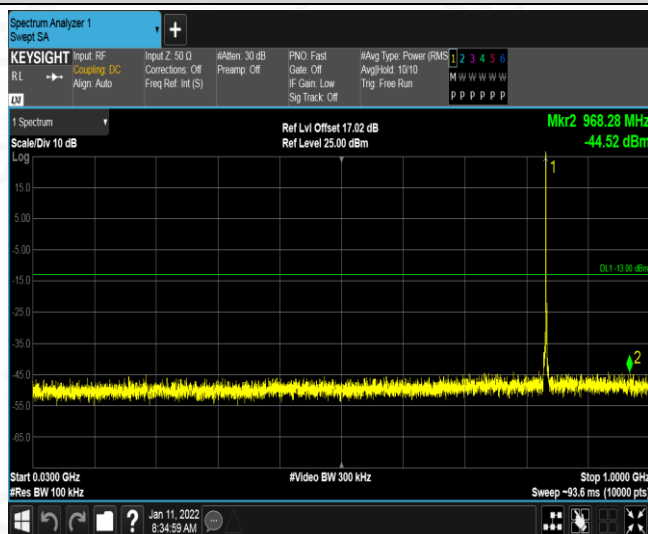 Spectrum Analyzer 1
Swept SA
+
KEYSIGHT
RL
LXI
Input: RF
Coupling: DC
Align: Auto
Input Z: 50 Ω
Corrections: Off
Freq Ref: Int (S)
#Atten: 30 dB
Preamp: Off
PNO: Fast
Gate: Off
IF Gain: Low
Sig Track: Off
#Avg Type: Power (RMS
Avg|Hold: 10/10
Trig: Free Run
1 2 3 4 5 6
M W W W W W
P P P P P P
1 Spectrum
Scale/Div 10 dB
Ref Lvl Offset 17.02 dB
Ref Level 25.00 dBm
Mkr2 968.28 MHz
-44.52 dBm
Log
1
15.0
5.00
-5.00
DL1 -13.00 dBm
-15.0
-25.0
-35.0
2
-45.0
-55.0
-65.0
Start 0.0300 GHz
#Res BW 100 kHz
#Video BW 300 kHz
Stop 1.0000 GHz
Sweep ~93.6 ms (10000 pts)
?
Jan 11, 2022
8:34:59 AM